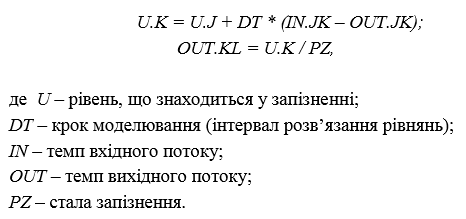 U.K = U.J + DT * (IN.JK – OUT.JK);
OUT.KL = U.K / PZ,
де U – рівень, що знаходиться у запізненні;
DT – крок моделювання (інтервал розв’язання рівнянь);
IN – темп вхідного потоку;
OUT – темп вихідного потоку;
PZ – стала запізнення.